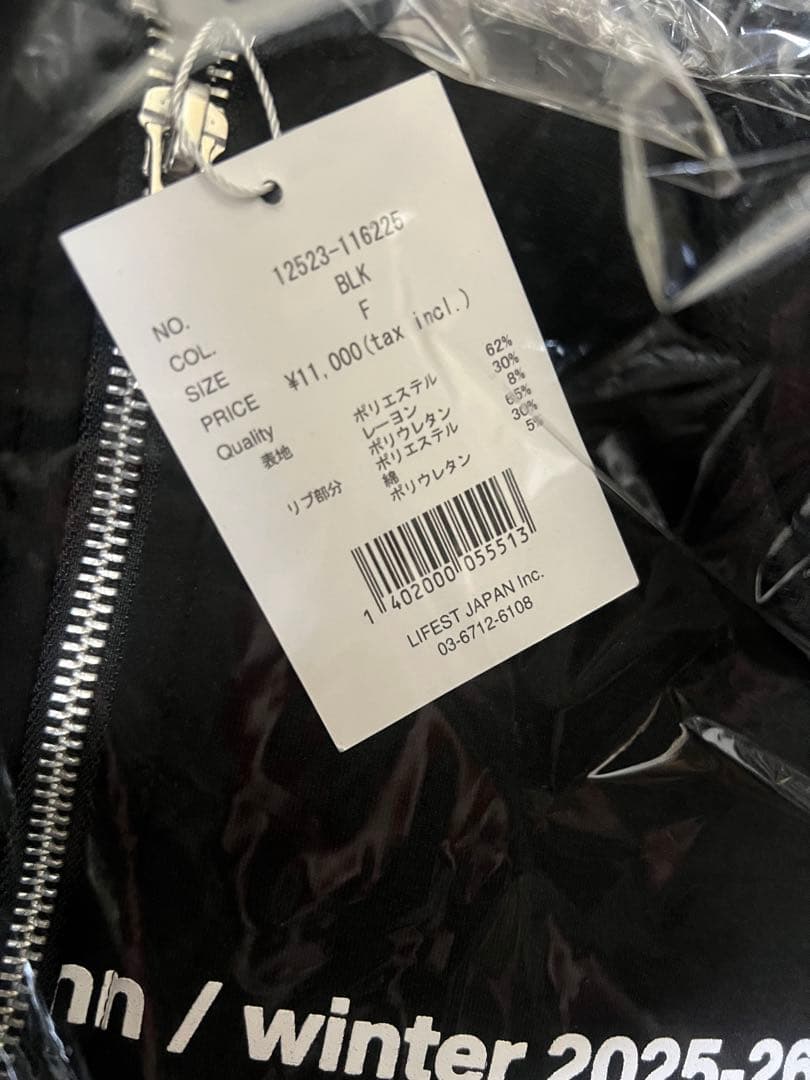 NO. 12523-116225
COL. BLK
SIZE F
PRICE ¥11,000(tax incl.)
Quality
表地 ポリエステル 62%
レーヨン 30%
ポリウレタン 8%
リブ部分 ポリエステル 65%
綿 30%
ポリウレタン 5%
1 402000 055513
LIFEST JAPAN Inc.
03-6712-6108
nn / winter 2025-26